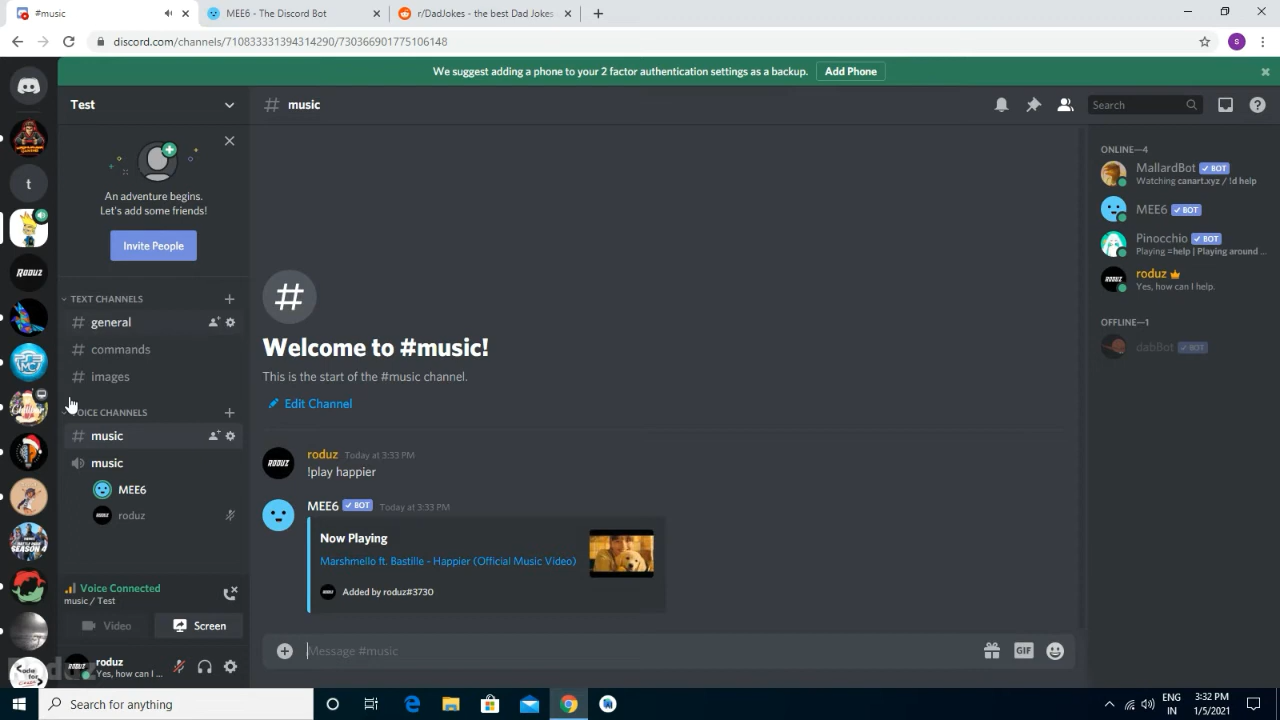 #music
MEE6 - The Discord Bot
r/DadJokes - the best Dad Jokes
discord.com/channels/710833331394314290/730366901775106148
S
We suggest adding a phone to your 2 factor authentication settings as a backup.
Add Phone
Test
music
Search
An adventure begins.
Let's add some friends!
Invite People
t
RODUZ
TEXT CHANNELS
general
commands
images
VOICE CHANNELS
music
music
MEE6
roduz
Voice Connected
music / Test
Video
Screen
roduz
Yes, how can I ...
Welcome to #music!
This is the start of the #music channel.
Edit Channel
roduz Today at 3:33 PM
!play happier
MEE6 BOT Today at 3:33 PM
Now Playing
Marshmello ft. Bastille - Happier (Official Music Video)
Added by roduz#3730
Message #music
GIF
ONLINE—4
MallardBot BOT
Watching canart.xyz / !d help
MEE6 BOT
Pinocchio BOT
Playing =help | Playing around ...
roduz
Yes, how can I help.
OFFLINE—1
dabBot BOT
Search for anything
ENG
IN
3:32 PM
1/5/2021